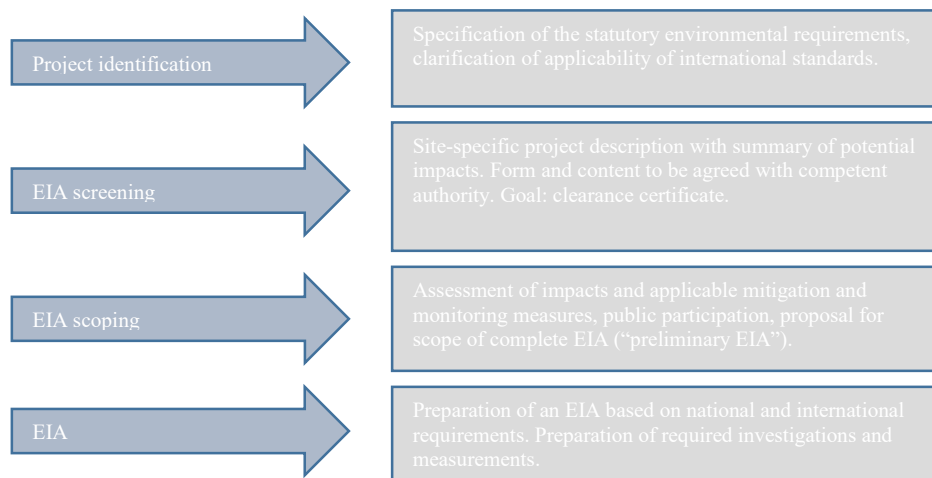 Project identification
Specification of the statutory environmental requirements,
clarification of applicability of international standards.
EIA screening
Site-specific project description with summary of potential
impacts. Form and content to be agreed with competent
authority. Goal: clearance certificate.
EIA scoping
Assessment of impacts and applicable mitigation and
monitoring measures, public participation, proposal for
scope of complete EIA (“preliminary EIA”).
EIA
Preparation of an EIA based on national and international
requirements. Preparation of required investigations and
measurements.